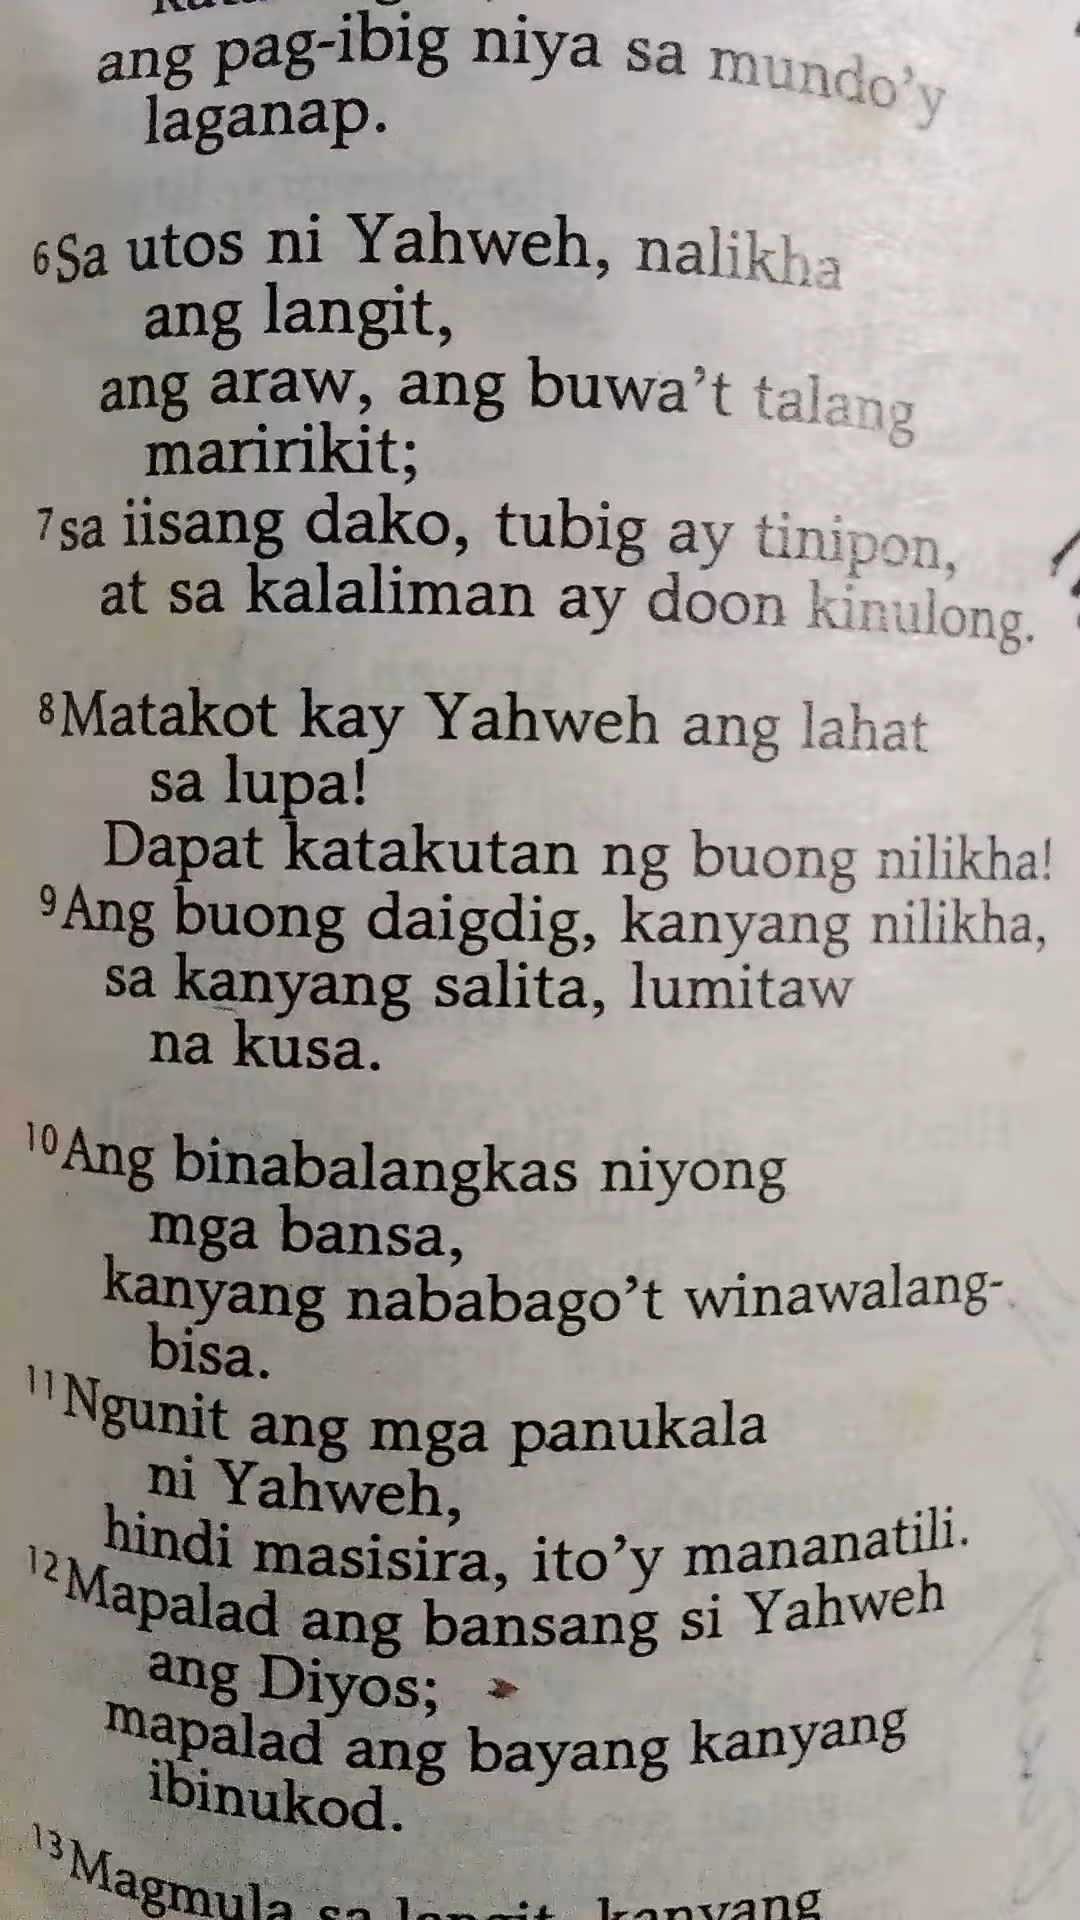 ang pag-ibig niya sa mundo'y
laganap.
6Sa utos ni Yahweh, nalikha
ang langit,
ang araw, ang buwa't talang
maririkit;
7sa iisang dako, tubig ay tinipon,
at sa kalaliman ay doon kinulong.
8Matakot kay Yahweh ang lahat
sa lupa!
Dapat katakutan ng buong nilikha!
9Ang buong daigdig, kanyang nilikha,
sa kanyang salita, lumitaw
na kusa.
10Ang binabalangkas niyong
mga bansa,
kanyang nababago't winawalang-
bisa.
11Ngunit ang mga panukala
ni Yahweh,
hindi masisira, ito'y mananatili.
12Mapalad ang bansang si Yahweh
ang Diyos;
mapalad ang bayang kanyang
ibinukod.
13Magmula sa langit, kanyang